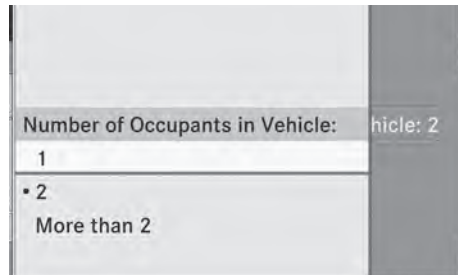 Number of Occupants in Vehicle:
hicle: 2
1
• 2
More than 2